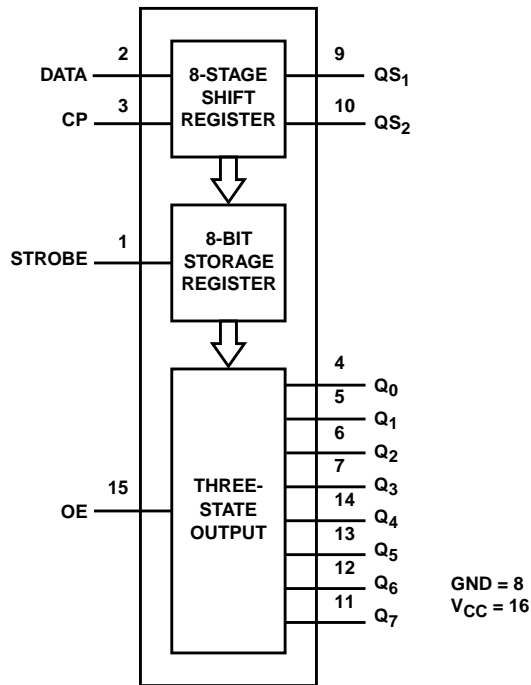 2
DATA
3
CP
8-STAGE
SHIFT
REGISTER
9
QS1
10
QS2
1
STROBE
8-BIT
STORAGE
REGISTER
15
OE
THREE-
STATE
OUTPUT
4
Q0
5
Q1
6
Q2
7
Q3
14
Q4
13
Q5
12
Q6
11
Q7
GND = 8
VCC = 16